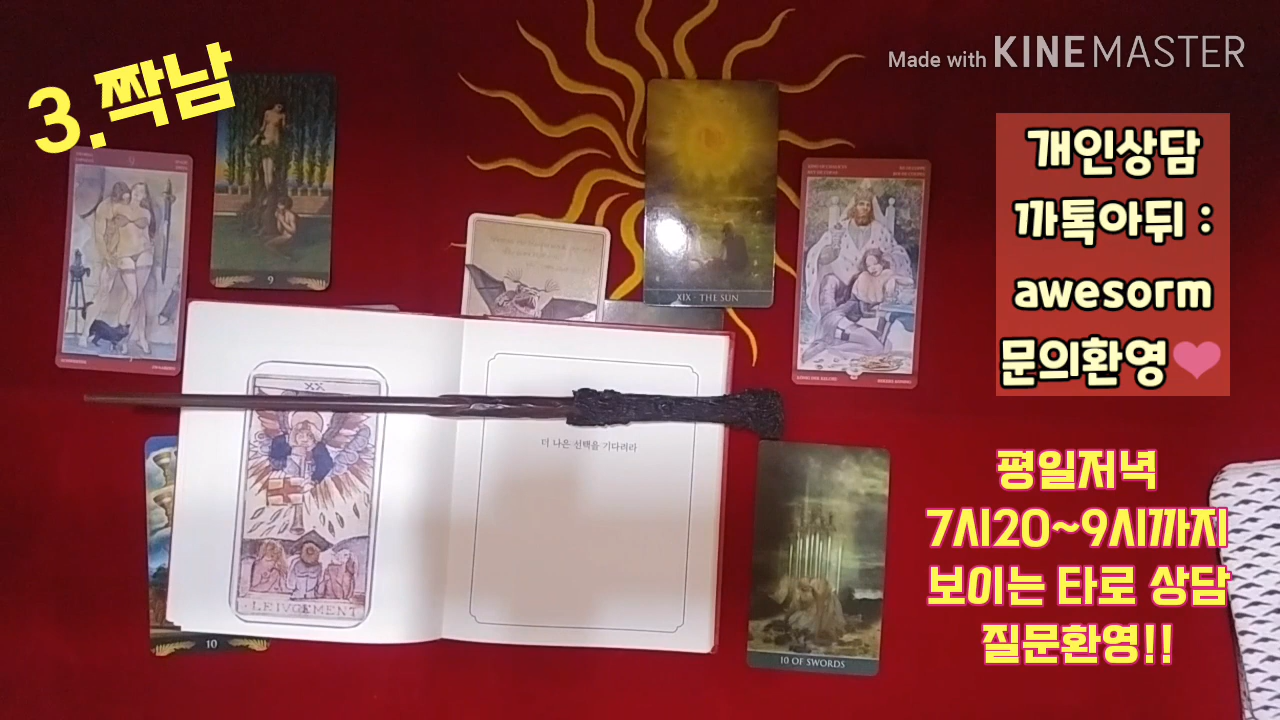 3.짝남
Made with KINEMASTER
개인상담
까톡아뒤 :
awesorm
문의환영
평일저녁
7시20~9시까지
보이는 타로 상담
질문환영!!
9
XIX - THE SUN
XX
더 나은 선택을 기다려라
LE IVGEMENT
10
10 OF SWORDS